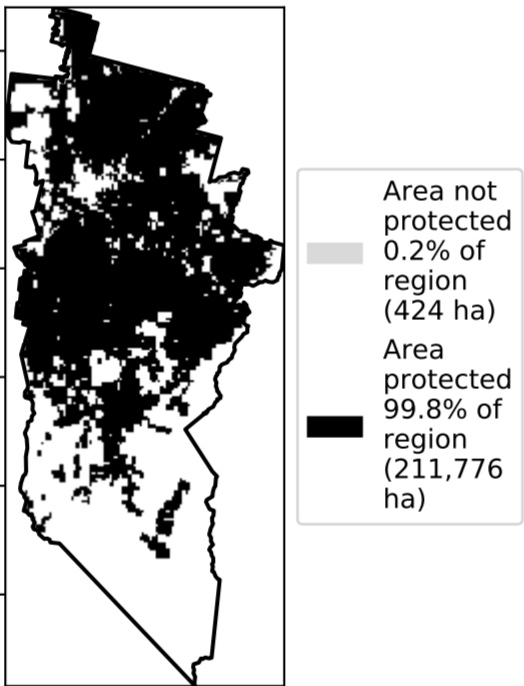 Area not
protected
0.2% of
region
(424 ha)
Area
protected
99.8% of
region
(211,776
ha)